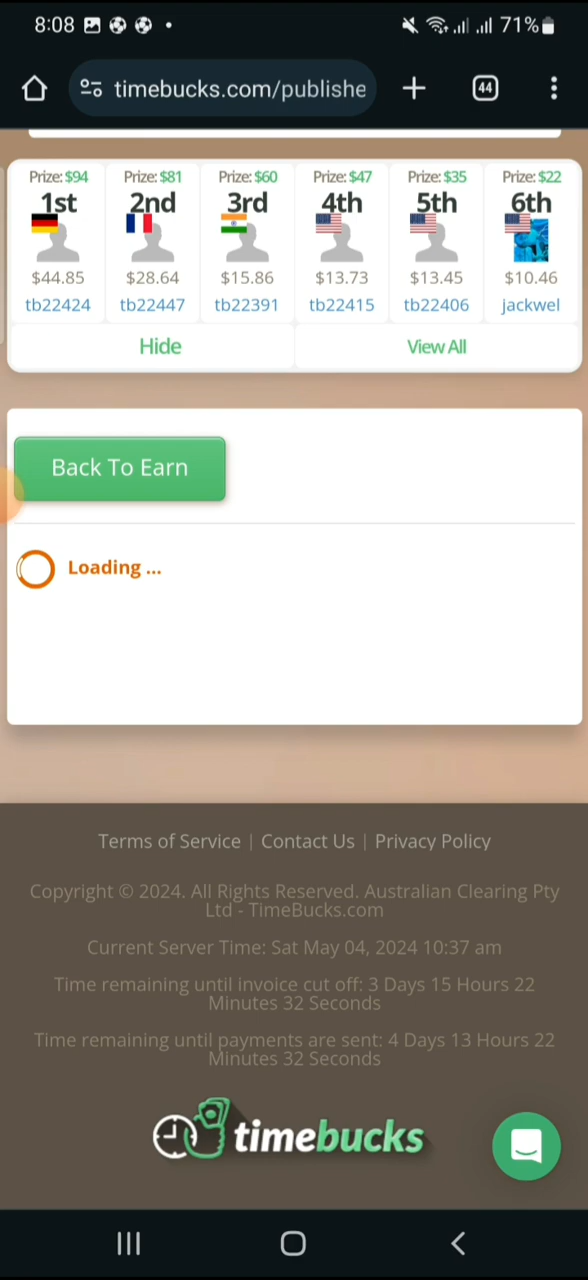 8:08
71%
timebucks.com/publishe
44
Prize: $94 Prize: $81 Prize: $60 Prize: $47 Prize: $35 Prize: $22
1st 2nd 3rd 4th 5th 6th
$44.85 $28.64 $15.86 $13.73 $13.45 $10.46
tb22424 tb22447 tb22391 tb22415 tb22406 jackwel
Hide View All
Back To Earn
Loading ...
Terms of Service | Contact Us | Privacy Policy
Copyright © 2024. All Rights Reserved. Australian Clearing Pty
Ltd - TimeBucks.com
Current Server Time: Sat May 04, 2024 10:37 am
Time remaining until invoice cut off: 3 Days 15 Hours 22
Minutes 32 Seconds
Time remaining until payments are sent: 4 Days 13 Hours 22
Minutes 32 Seconds
timebucks